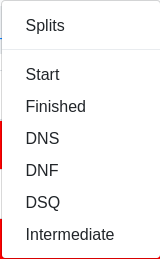 Splits
Start
Finished
DNS
DNF
DSQ
Intermediate